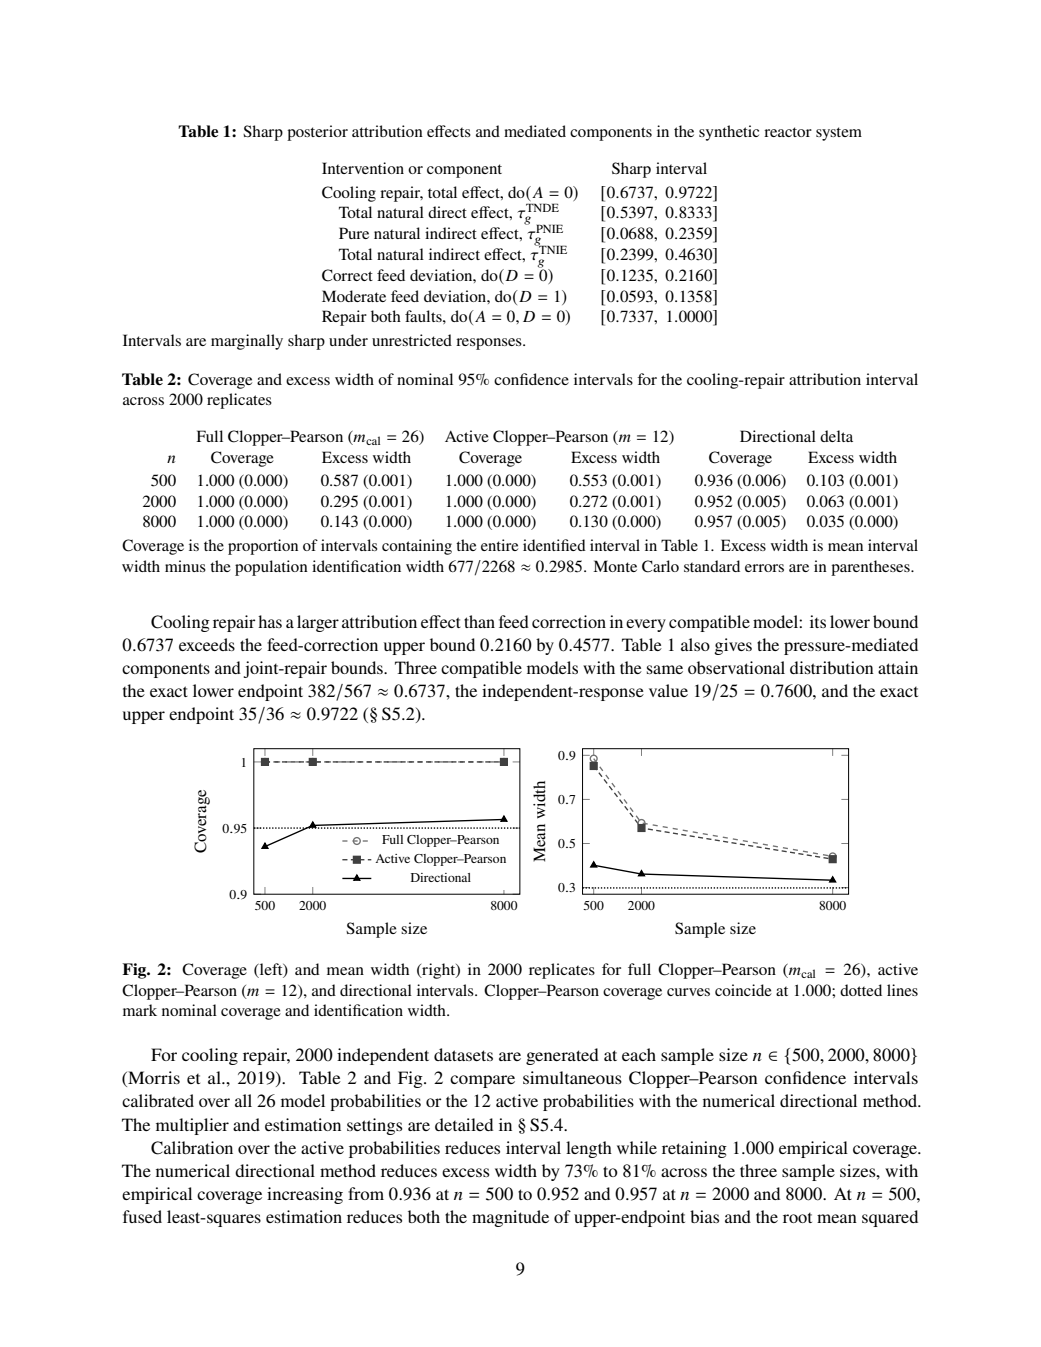 Table 1: Sharp posterior attribution effects and mediated components in the synthetic reactor system
Intervention or component Sharp interval
Cooling repair, total effect, do(A = 0) [0.6737, 0.9722]
Total natural direct effect, τ_g^TNDE [0.5397, 0.8333]
Pure natural indirect effect, τ_g^PNIE [0.0688, 0.2359]
Total natural indirect effect, τ_g^TNIE [0.2399, 0.4630]
Correct feed deviation, do(D = 0) [0.1235, 0.2160]
Moderate feed deviation, do(D = 1) [0.0593, 0.1358]
Repair both faults, do(A = 0, D = 0) [0.7337, 1.0000]
Intervals are marginally sharp under unrestricted responses.
Table 2: Coverage and excess width of nominal 95% confidence intervals for the cooling-repair attribution interval
across 2000 replicates
Full Clopper–Pearson (m_cal = 26) Active Clopper–Pearson (m = 12) Directional delta
n Coverage Excess width Coverage Excess width Coverage Excess width
500 1.000 (0.000) 0.587 (0.001) 1.000 (0.000) 0.553 (0.001) 0.936 (0.006) 0.103 (0.001)
2000 1.000 (0.000) 0.295 (0.001) 1.000 (0.000) 0.272 (0.001) 0.952 (0.005) 0.063 (0.001)
8000 1.000 (0.000) 0.143 (0.000) 1.000 (0.000) 0.130 (0.000) 0.957 (0.005) 0.035 (0.000)
Coverage is the proportion of intervals containing the entire identified interval in Table 1. Excess width is mean interval
width minus the population identification width 677/2268 ≈ 0.2985. Monte Carlo standard errors are in parentheses.
Cooling repair has a larger attribution effect than feed correction in every compatible model: its lower bound
0.6737 exceeds the feed-correction upper bound 0.2160 by 0.4577. Table 1 also gives the pressure-mediated
components and joint-repair bounds. Three compatible models with the same observational distribution attain
the exact lower endpoint 382/567 ≈ 0.6737, the independent-response value 19/25 = 0.7600, and the exact
upper endpoint 35/36 ≈ 0.9722 (§ S5.2).
Coverage
1
0.95
0.9
Full Clopper–Pearson
Active Clopper–Pearson
Directional
500 2000 8000
Sample size
Mean width
0.9
0.7
0.5
0.3
500 2000 8000
Sample size
Fig. 2: Coverage (left) and mean width (right) in 2000 replicates for full Clopper–Pearson (m_cal = 26), active
Clopper–Pearson (m = 12), and directional intervals. Clopper–Pearson coverage curves coincide at 1.000; dotted lines
mark nominal coverage and identification width.
For cooling repair, 2000 independent datasets are generated at each sample size n ∈ {500, 2000, 8000}
(Morris et al., 2019). Table 2 and Fig. 2 compare simultaneous Clopper–Pearson confidence intervals
calibrated over all 26 model probabilities or the 12 active probabilities with the numerical directional method.
The multiplier and estimation settings are detailed in § S5.4.
Calibration over the active probabilities reduces interval length while retaining 1.000 empirical coverage.
The numerical directional method reduces excess width by 73% to 81% across the three sample sizes, with
empirical coverage increasing from 0.936 at n = 500 to 0.952 and 0.957 at n = 2000 and 8000. At n = 500,
fused least-squares estimation reduces both the magnitude of upper-endpoint bias and the root mean squared
9